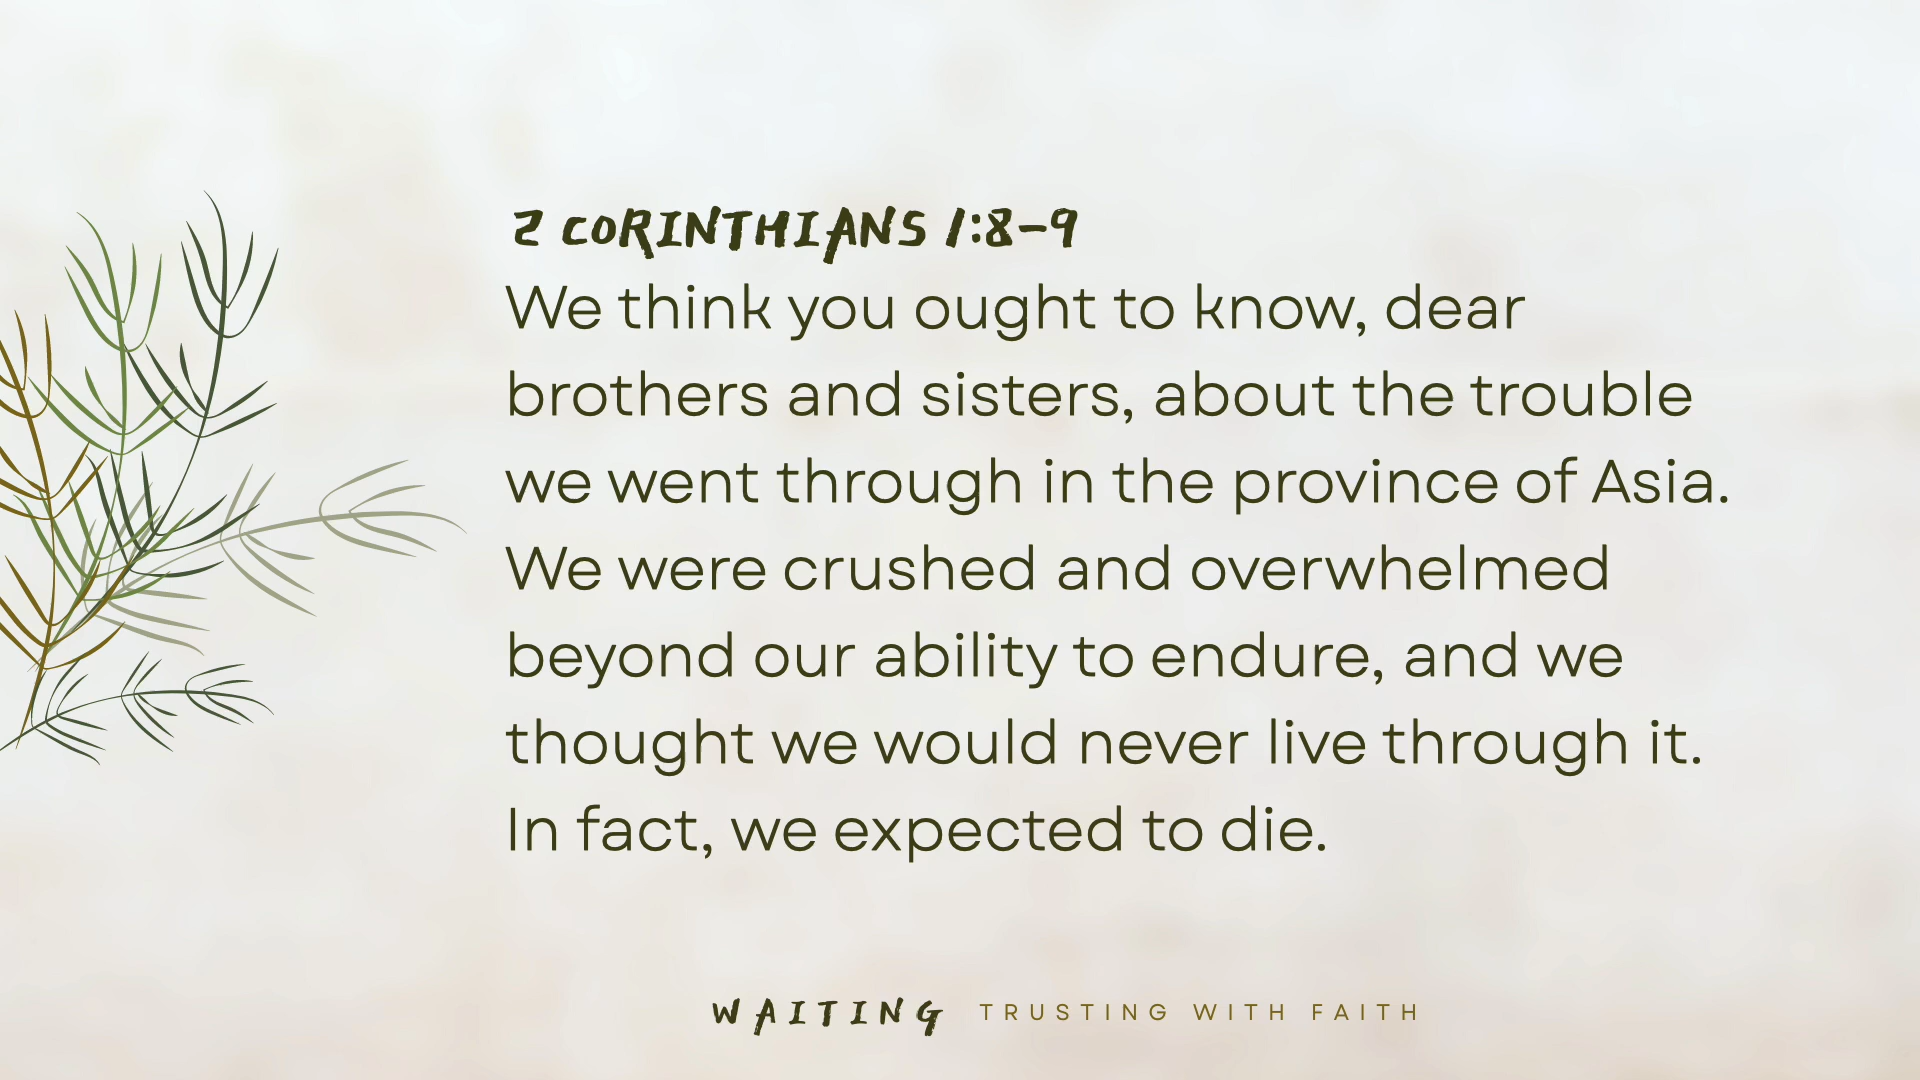 2 CORINTHIANS 1:8–9
We think you ought to know, dear
brothers and sisters, about the trouble
we went through in the province of Asia.
We were crushed and overwhelmed
beyond our ability to endure, and we
thought we would never live through it.
In fact, we expected to die.
WAITING TRUSTING WITH FAITH